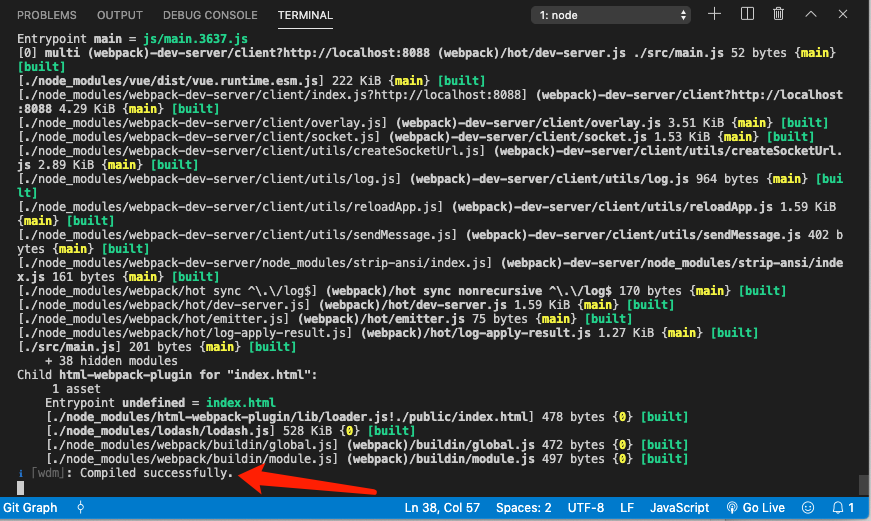 PROBLEMS OUTPUT DEBUG CONSOLE TERMINAL 1: node
Entrypoint main = js/main.3637.js
[0] multi (webpack)-dev-server/client?http://localhost:8088 (webpack)/hot/dev-server.js ./src/main.js 52 bytes {main}
[built]
[./node_modules/vue/dist/vue.runtime.esm.js] 222 KiB {main} [built]
[./node_modules/webpack-dev-server/client/index.js?http://localhost:8088] (webpack)-dev-server/client?http://localhost
:8088 4.29 KiB {main} [built]
[./node_modules/webpack-dev-server/client/overlay.js] (webpack)-dev-server/client/overlay.js 3.51 KiB {main} [built]
[./node_modules/webpack-dev-server/client/socket.js] (webpack)-dev-server/client/socket.js 1.53 KiB {main} [built]
[./node_modules/webpack-dev-server/client/utils/createSocketUrl.js] (webpack)-dev-server/client/utils/createSocketUrl.
js 2.89 KiB {main} [built]
[./node_modules/webpack-dev-server/client/utils/log.js] (webpack)-dev-server/client/utils/log.js 964 bytes {main} [bui
lt]
[./node_modules/webpack-dev-server/client/utils/reloadApp.js] (webpack)-dev-server/client/utils/reloadApp.js 1.59 KiB
{main} [built]
[./node_modules/webpack-dev-server/client/utils/sendMessage.js] (webpack)-dev-server/client/utils/sendMessage.js 402 b
ytes {main} [built]
[./node_modules/webpack-dev-server/node_modules/strip-ansi/index.js] (webpack)-dev-server/node_modules/strip-ansi/inde
x.js 161 bytes {main} [built]
[./node_modules/webpack/hot sync ^\.\/log$] (webpack)/hot sync nonrecursive ^\.\/log$ 170 bytes {main} [built]
[./node_modules/webpack/hot/dev-server.js] (webpack)/hot/dev-server.js 1.59 KiB {main} [built]
[./node_modules/webpack/hot/emitter.js] (webpack)/hot/emitter.js 75 bytes {main} [built]
[./node_modules/webpack/hot/log-apply-result.js] (webpack)/hot/log-apply-result.js 1.27 KiB {main} [built]
[./src/main.js] 201 bytes {main} [built]
+ 38 hidden modules
Child html-webpack-plugin for "index.html":
1 asset
Entrypoint undefined = index.html
[./node_modules/html-webpack-plugin/lib/loader.js!./public/index.html] 478 bytes {0} [built]
[./node_modules/lodash/lodash.js] 528 KiB {0} [built]
[./node_modules/webpack/buildin/global.js] (webpack)/buildin/global.js 472 bytes {0} [built]
[./node_modules/webpack/buildin/module.js] (webpack)/buildin/module.js 497 bytes {0} [built]
ℹ ｢wdm｣: Compiled successfully.
Git Graph Ln 38, Col 57 Spaces: 2 UTF-8 LF JavaScript Go Live 1